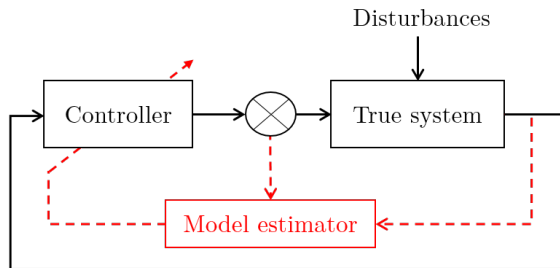 Disturbances
Controller
True system
Model estimator